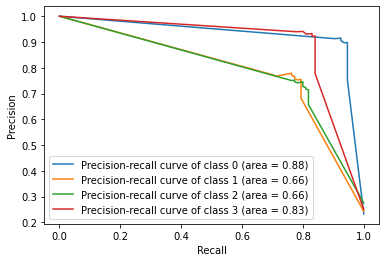 1.0
0.9
0.8
0.7
0.6
0.5
0.4
0.3
0.2
Precision
Precision-recall curve of class 0 (area = 0.88)
Precision-recall curve of class 1 (area = 0.66)
Precision-recall curve of class 2 (area = 0.66)
Precision-recall curve of class 3 (area = 0.83)
0.0 0.2 0.4 0.6 0.8 1.0
Recall